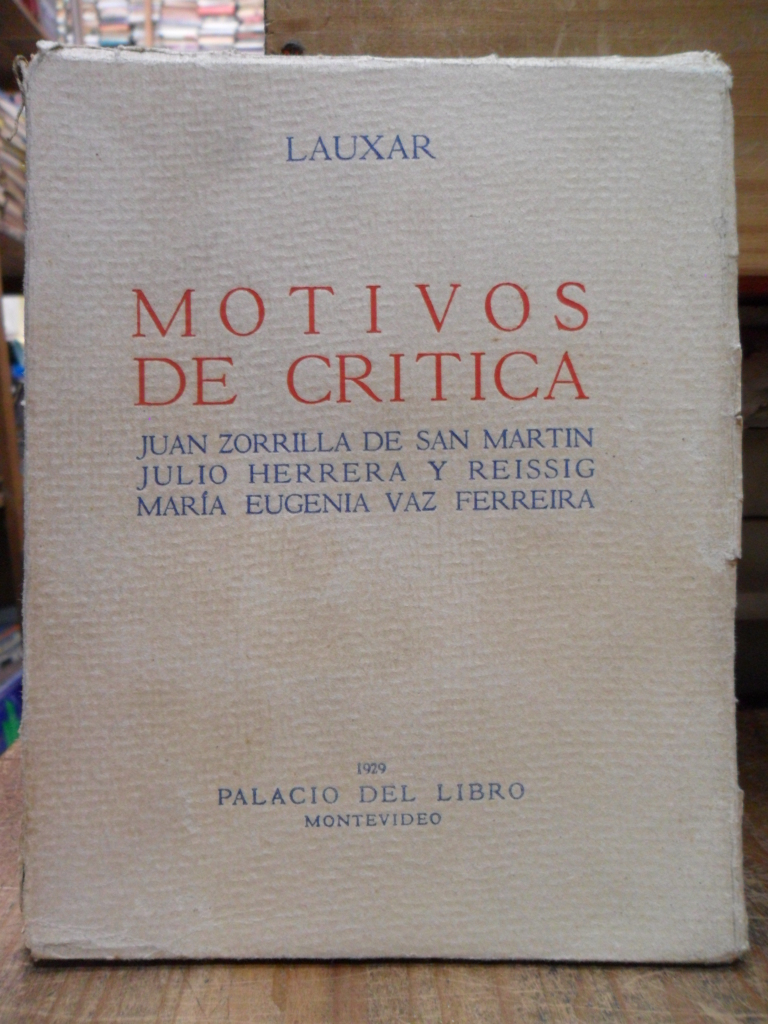 LAUXAR
MOTIVOS
DE CRITICA
JUAN ZORRILLA DE SAN MARTIN
JULIO HERRERA Y REISSIG
MARÍA EUGENIA VAZ FERREIRA
1929
PALACIO DEL LIBRO
MONTEVIDEO